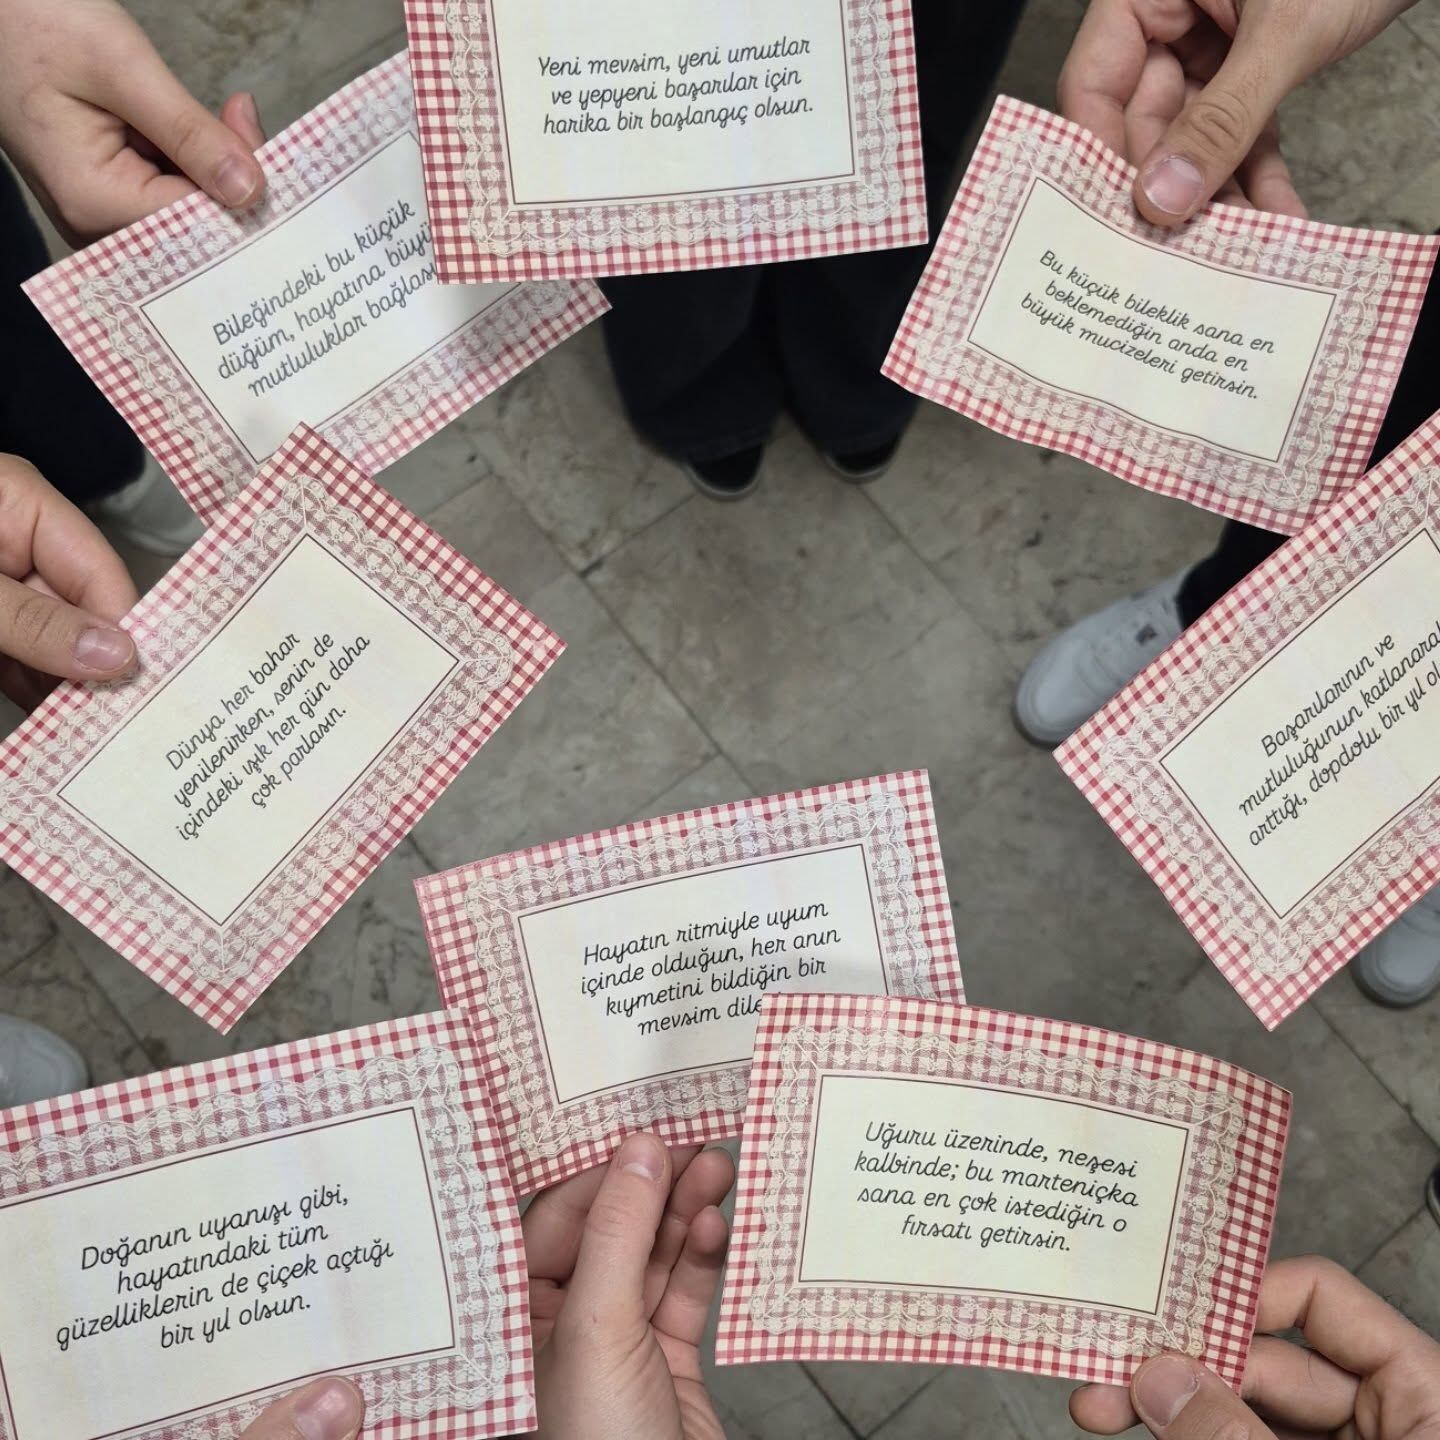 Yeni mevsim, yeni umutlar
ve yepyeni başarılar için
harika bir başlangıç olsun.
Bileğindeki bu küçük
düğüm, hayatına
mutluluklar
Bu küçük bileklik sana en
beklemediğin anda en
büyük mucizeleri getirsin.
Dünya her bahar
yenilenirken, senin de
içindeki ışık her gün daha
çok parlasın.
Başarılarının ve
mutluluğunun
arttığı, dopdolu bir yıl
Hayatın ritmiyle uyum
içinde olduğun, her anın
kıymetini bildiğin bir
mevsim
Doğanın uyanışı gibi,
hayatındaki tüm
güzelliklerin de çiçek açtığı
bir yıl olsun.
Uğuru üzerinde, neşesi
kalbinde; bu marteniçka
sana en çok istediğin o
fırsatı getirsin.